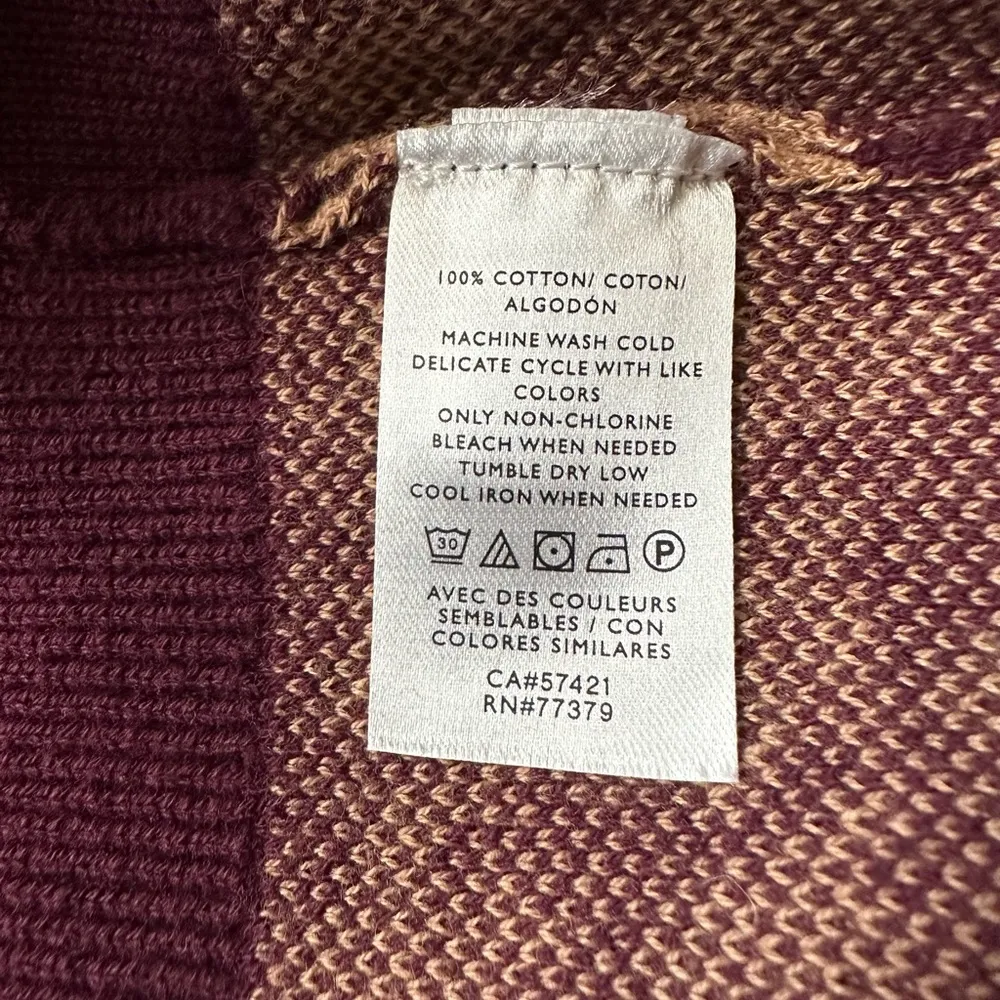 100% COTTON/ COTON/
ALGODÓN
MACHINE WASH COLD
DELICATE CYCLE WITH LIKE
COLORS
ONLY NON-CHLORINE
BLEACH WHEN NEEDED
TUMBLE DRY LOW
COOL IRON WHEN NEEDED
30 P
AVEC DES COULEURS
SEMBLABLES / CON
COLORES SIMILARES
CA#57421
RN#77379